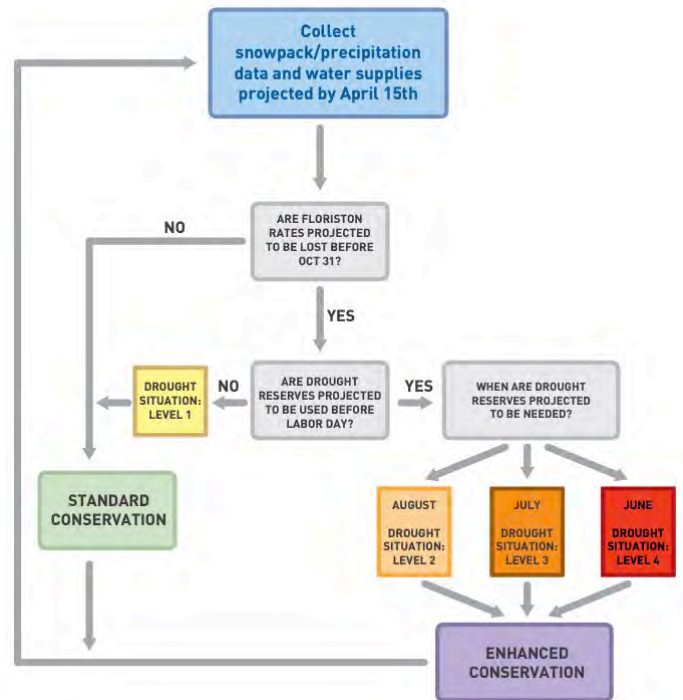 Collect
snowpack/precipitation
data and water supplies
projected by April 15th
ARE FLORISTON
RATES PROJECTED
TO BE LOST BEFORE
OCT 31?
NO
YES
ARE DROUGHT
RESERVES PROJECTED
TO BE USED BEFORE
LABOR DAY?
NO
DROUGHT
SITUATION:
LEVEL 1
YES
WHEN ARE DROUGHT
RESERVES PROJECTED
TO BE NEEDED?
STANDARD
CONSERVATION
AUGUST
DROUGHT
SITUATION:
LEVEL 2
JULY
DROUGHT
SITUATION:
LEVEL 3
JUNE
DROUGHT
SITUATION:
LEVEL 4
ENHANCED
CONSERVATION